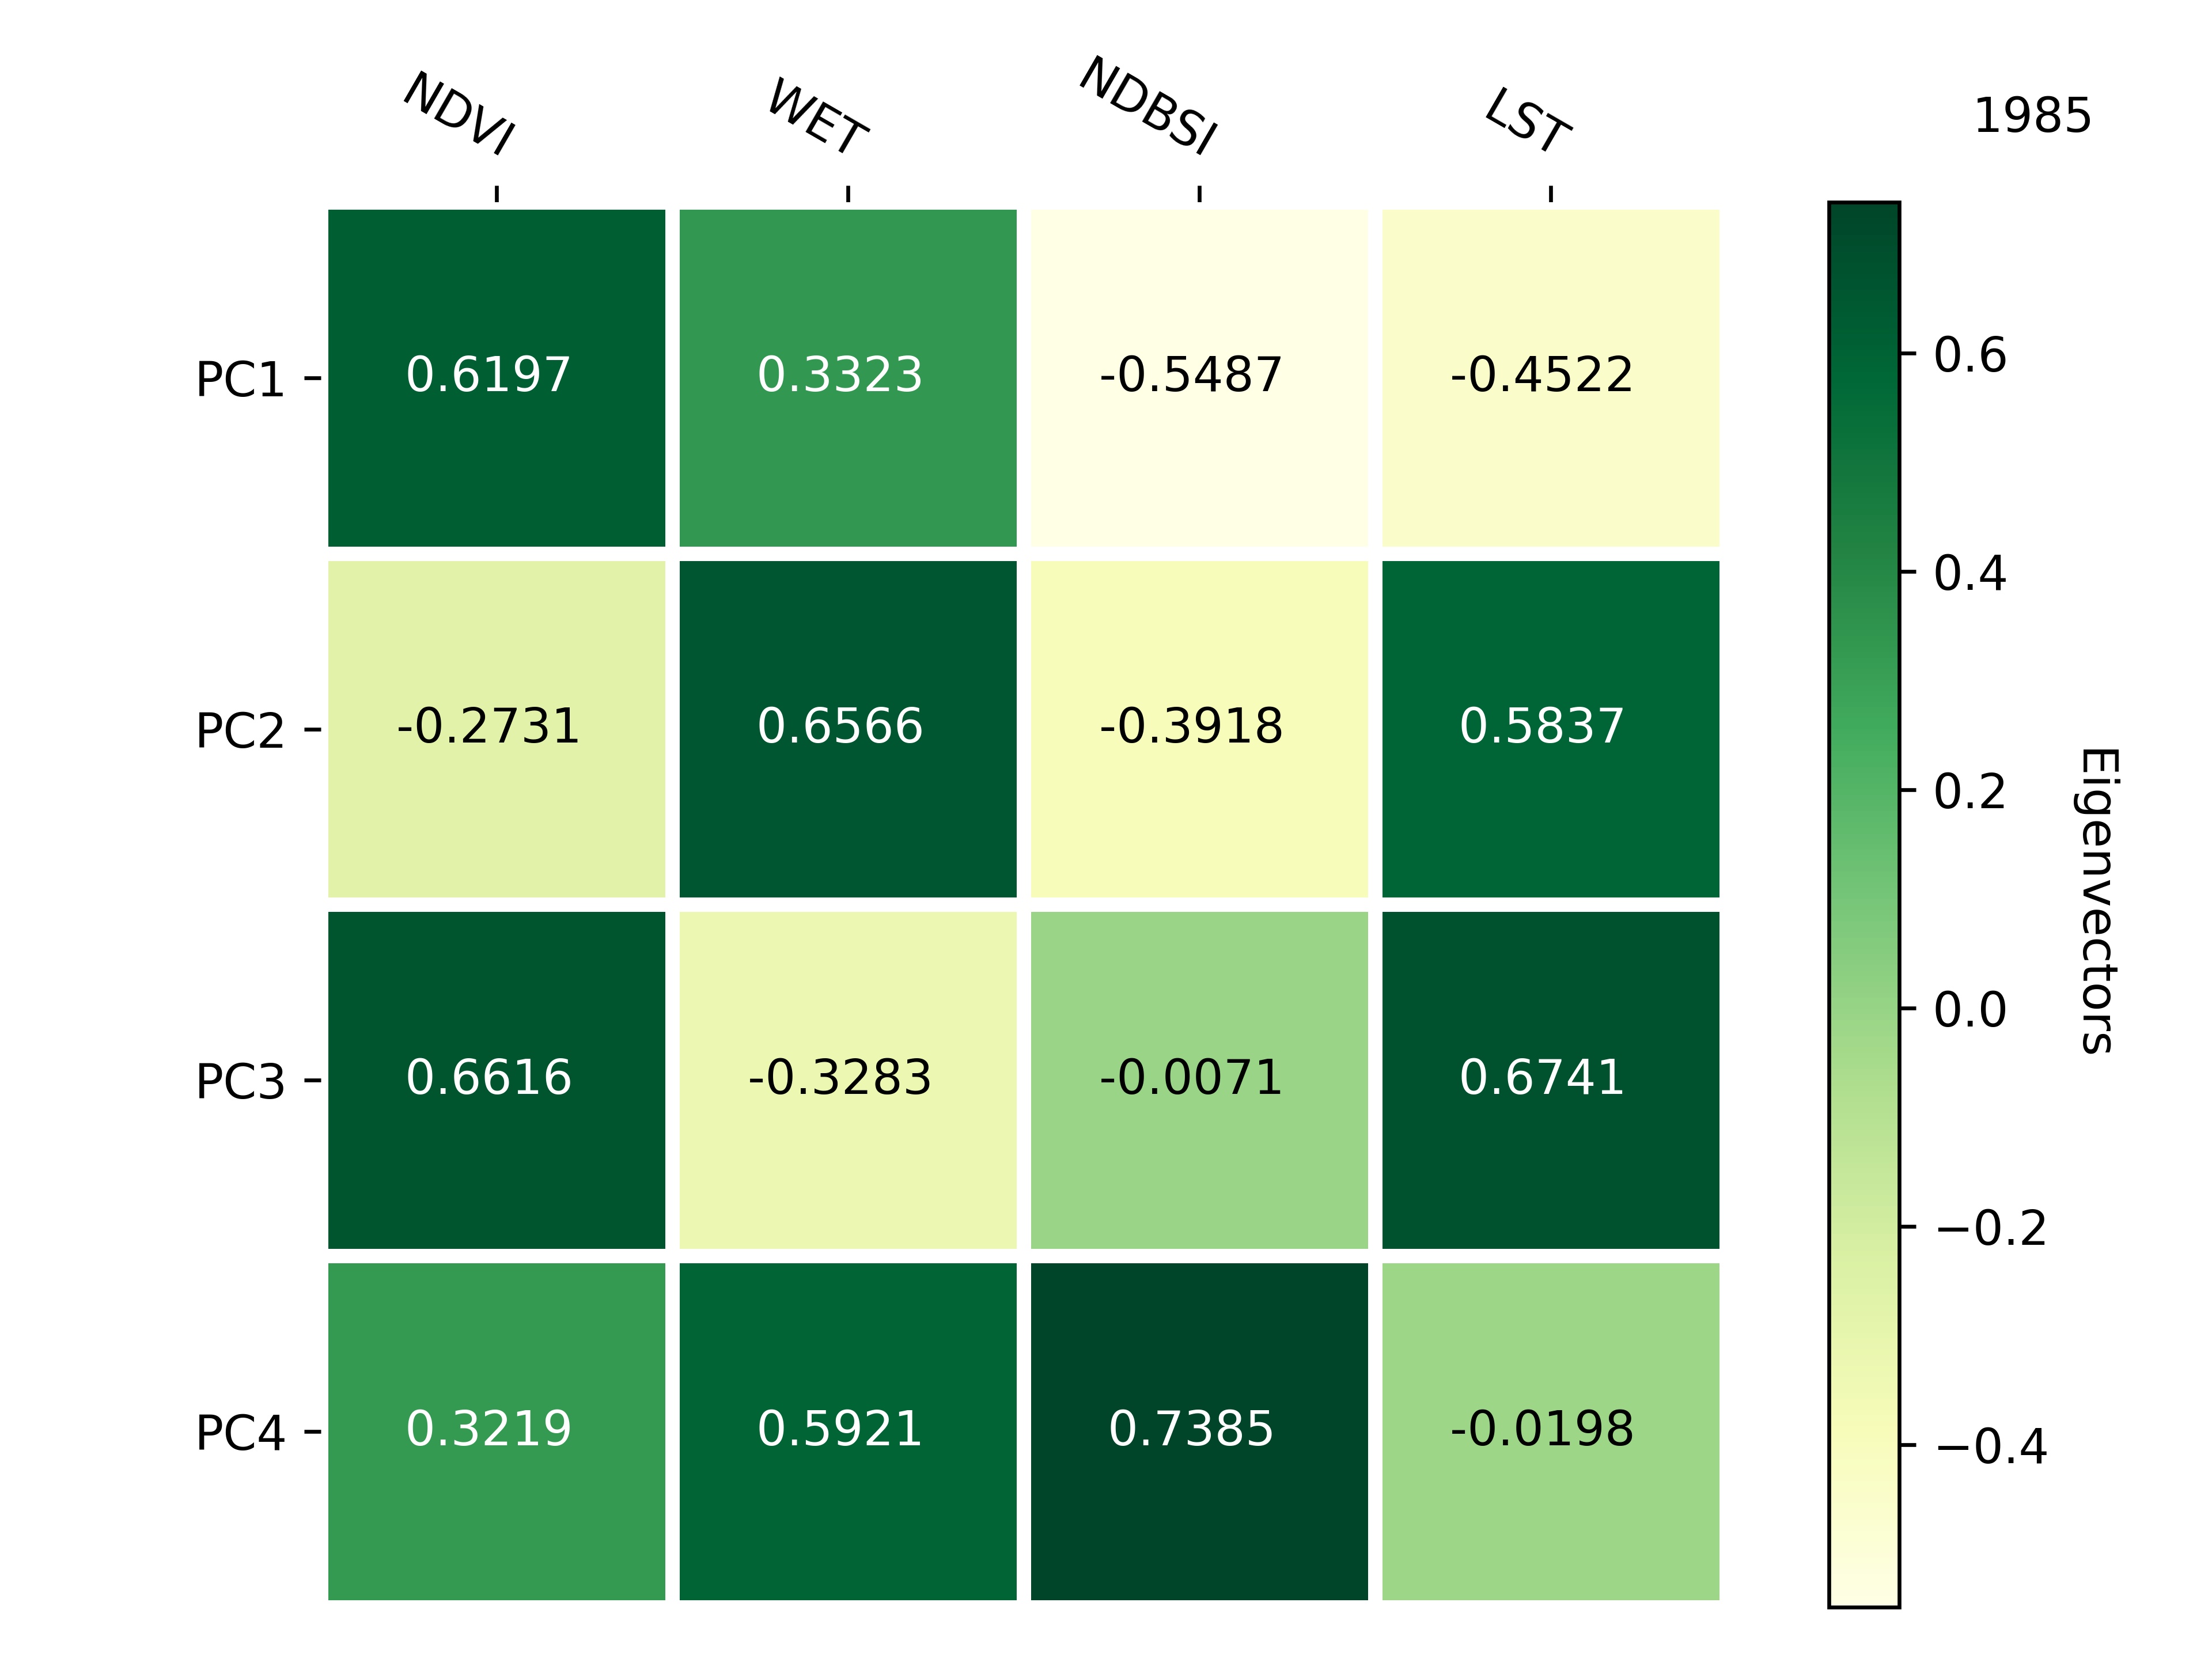 NDVI WET NDBSI LST
1985
PC1 0.6197 0.3323 -0.5487 -0.4522
PC2 -0.2731 0.6566 -0.3918 0.5837
PC3 0.6616 -0.3283 -0.0071 0.6741
PC4 0.3219 0.5921 0.7385 -0.0198
0.6
0.4
0.2
0.0
−0.2
−0.4
Eigenvectors